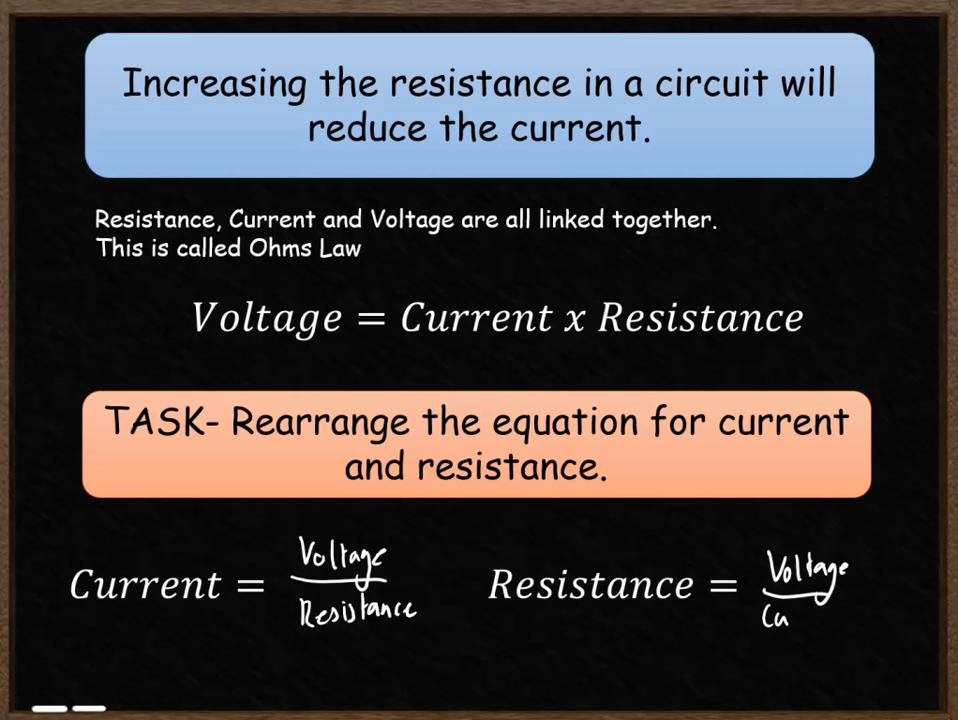 Increasing the resistance in a circuit will
reduce the current.
Resistance, Current and Voltage are all linked together.
This is called Ohms Law
Voltage = Current x Resistance
TASK- Rearrange the equation for current
and resistance.
Current = Voltage
Resistance
Resistance = Voltage
Cu